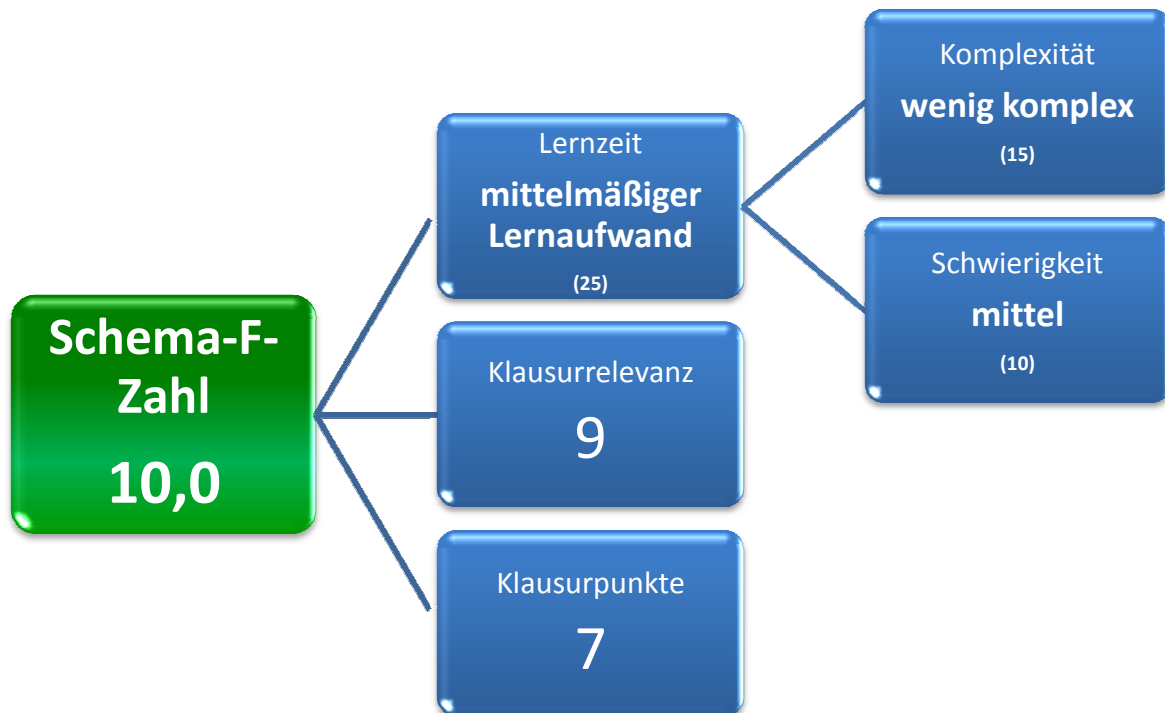 Schema-F-
Zahl
10,0
Lernzeit
mittelmäßiger
Lernaufwand
(25)
Klausurrelevanz
9
Klausurpunkte
7
Komplexität
wenig komplex
(15)
Schwierigkeit
mittel
(10)